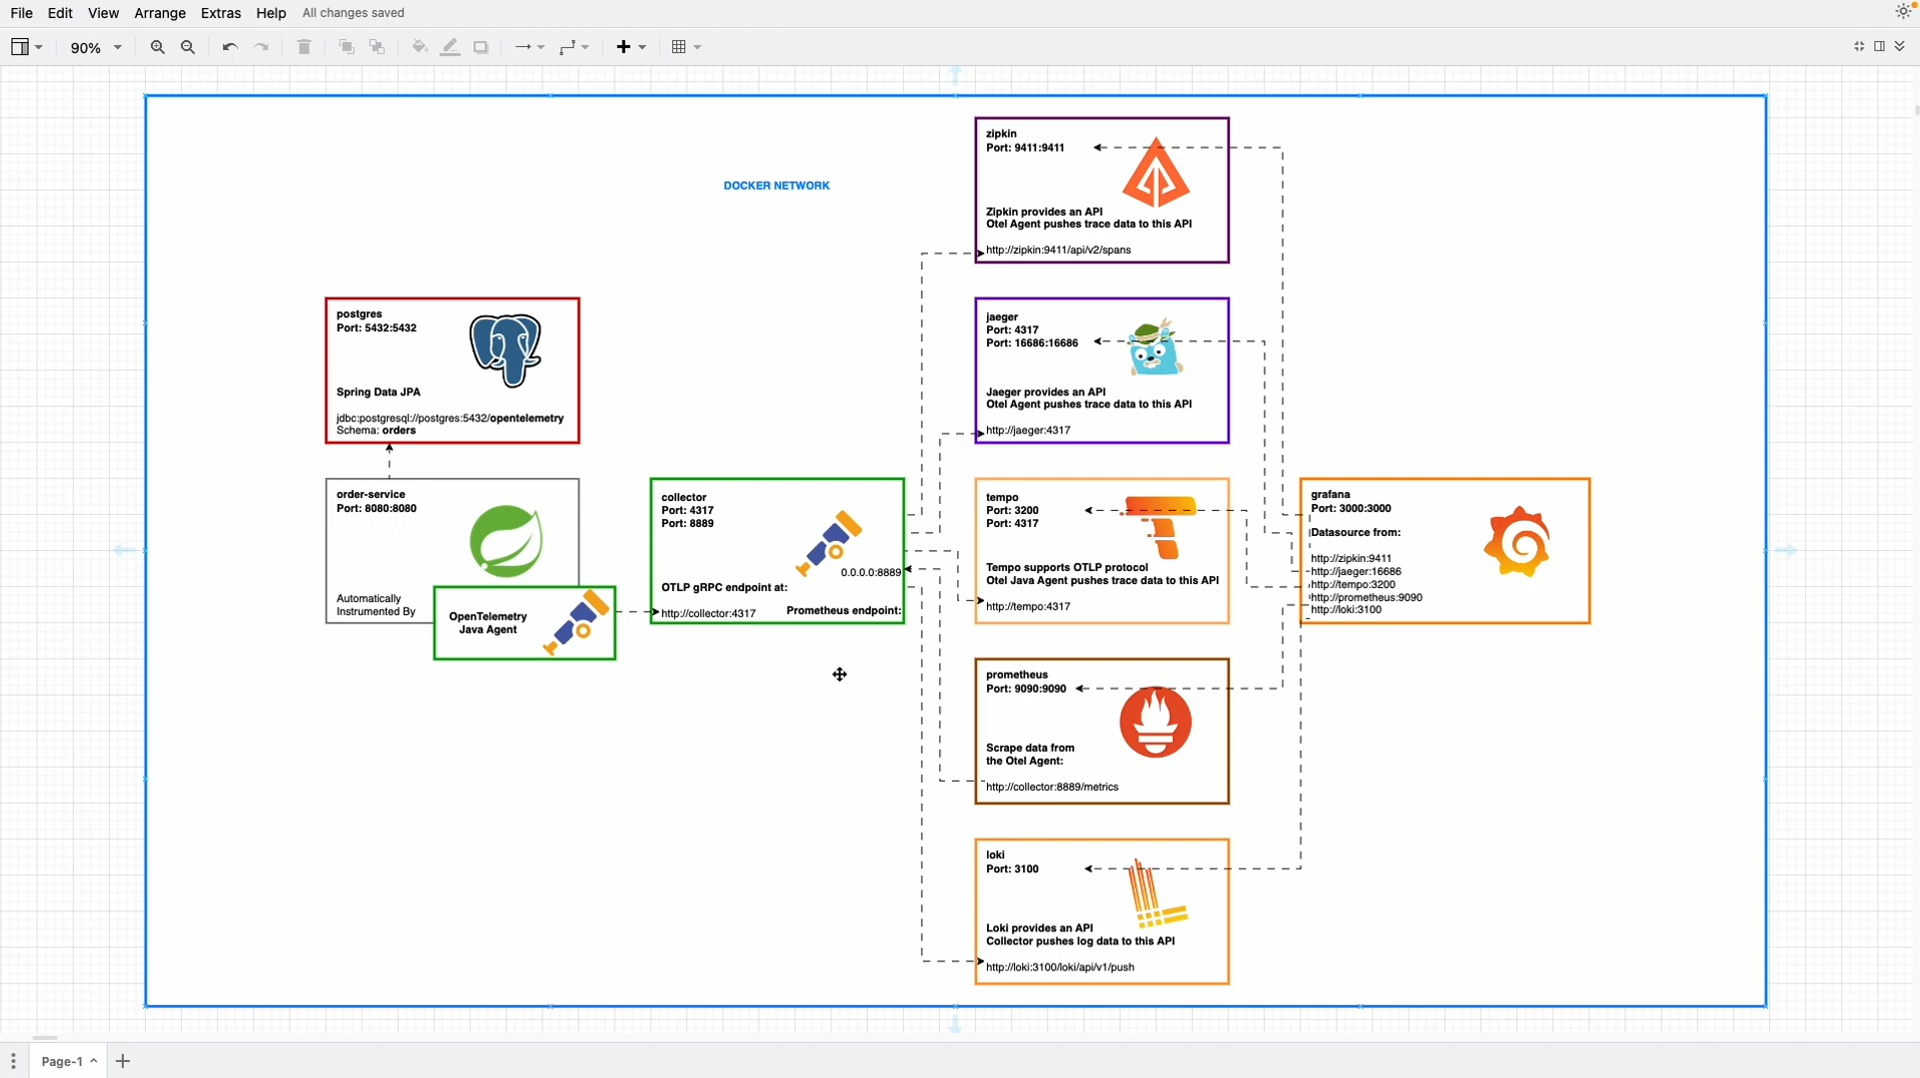 File Edit View Arrange Extras Help All changes saved
90%
DOCKER NETWORK
zipkin
Port: 9411:9411
Zipkin provides an API
Otel Agent pushes trace data to this API
http://zipkin:9411/api/v2/spans
postgres
Port: 5432:5432
Spring Data JPA
jdbc:postgresql://postgres:5432/opentelemetry
Schema: orders
jaeger
Port: 4317
Port: 16686:16686
Jaeger provides an API
Otel Agent pushes trace data to this API
http://jaeger:4317
order-service
Port: 8080:8080
Automatically
Instrumented By
OpenTelemetry
Java Agent
collector
Port: 4317
Port: 8889
0.0.0.0:8889
OTLP gRPC endpoint at:
http://collector:4317
Prometheus endpoint:
tempo
Port: 3200
Port: 4317
Tempo supports OTLP protocol
Otel Java Agent pushes trace data to this API
http://tempo:4317
grafana
Port: 3000:3000
Datasource from:
http://zipkin:9411
http://jaeger:16686
http://tempo:3200
http://prometheus:9090
http://loki:3100
prometheus
Port: 9090:9090
Scrape data from
the Otel Agent:
http://collector:8889/metrics
loki
Port: 3100
Loki provides an API
Collector pushes log data to this API
http://loki:3100/loki/api/v1/push
Page-1